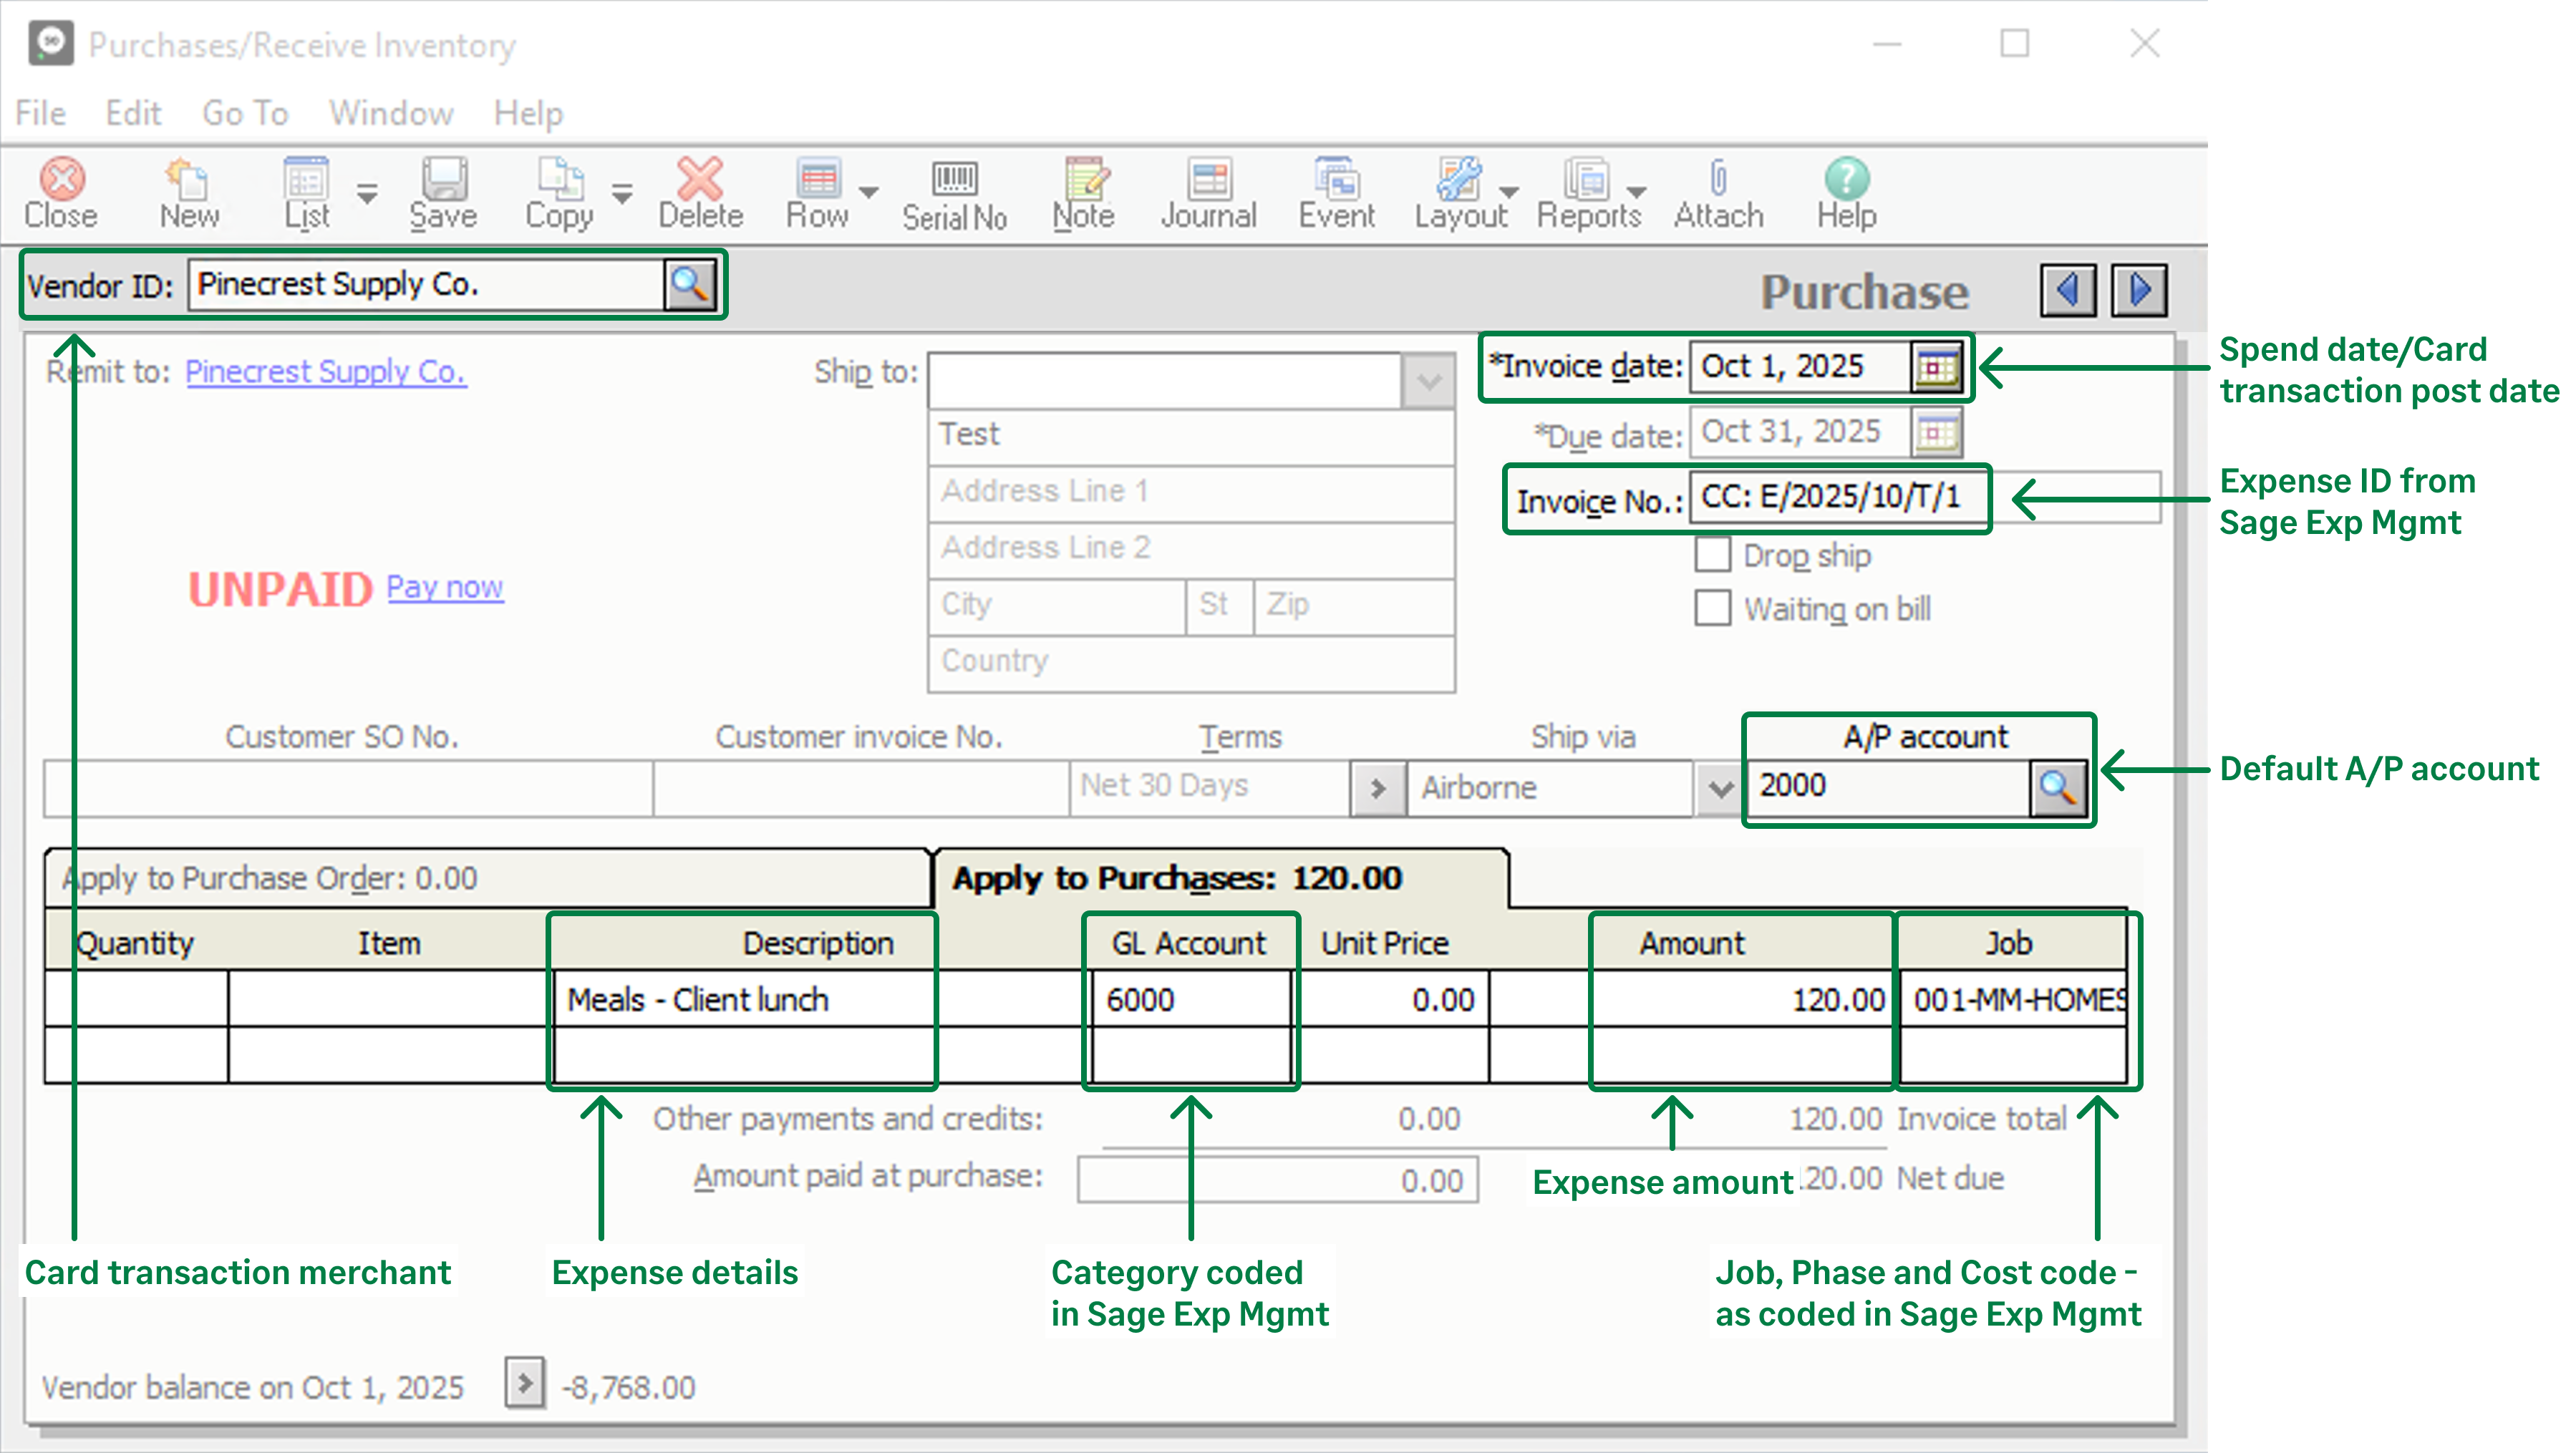 Purchases/Receive Inventory
File Edit Go To Window Help
Close New List Save Copy Delete Row Serial No Note Journal Event Layout Reports Attach Help
Vendor ID: Pinecrest Supply Co.
Purchase
Remit to: Pinecrest Supply Co.
Ship to:
*Invoice date: Oct 1, 2025
Spend date/Card
transaction post date
Test
*Due date: Oct 31, 2025
Address Line 1
Invoice No.: CC: E/2025/10/T/1
Expense ID from
Sage Exp Mgmt
Address Line 2
Drop ship
UNPAID Pay now
City St Zip
Waiting on bill
Country
Customer SO No. Customer invoice No. Terms Ship via A/P account
Net 30 Days Airborne 2000
Default A/P account
Apply to Purchase Order: 0.00 Apply to Purchases: 120.00
Quantity Item Description GL Account Unit Price Amount Job
Meals - Client lunch 6000 0.00 120.00 001-MM-HOMES
Other payments and credits: 0.00 120.00 Invoice total
Amount paid at purchase: 0.00 Expense amount 20.00 Net due
Card transaction merchant
Expense details
Category coded
in Sage Exp Mgmt
Job, Phase and Cost code -
as coded in Sage Exp Mgmt
Vendor balance on Oct 1, 2025 -8,768.00